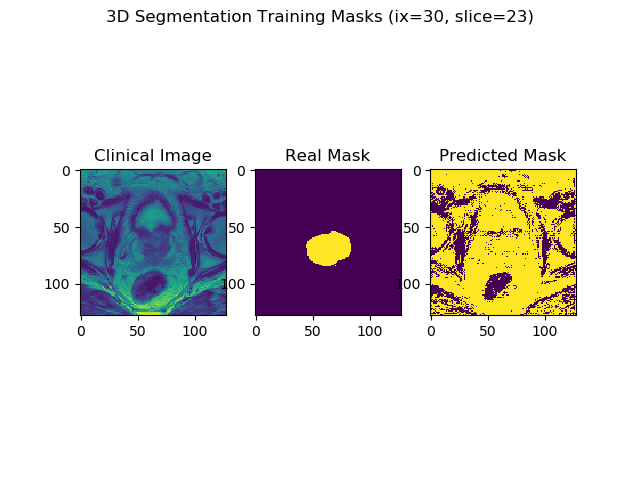 3D Segmentation Training Masks (ix=30, slice=23)
Clinical Image Real Mask Predicted Mask
0 0 0
50 50 50
100 100 100
0 50 100 0 50 100 0 50 100